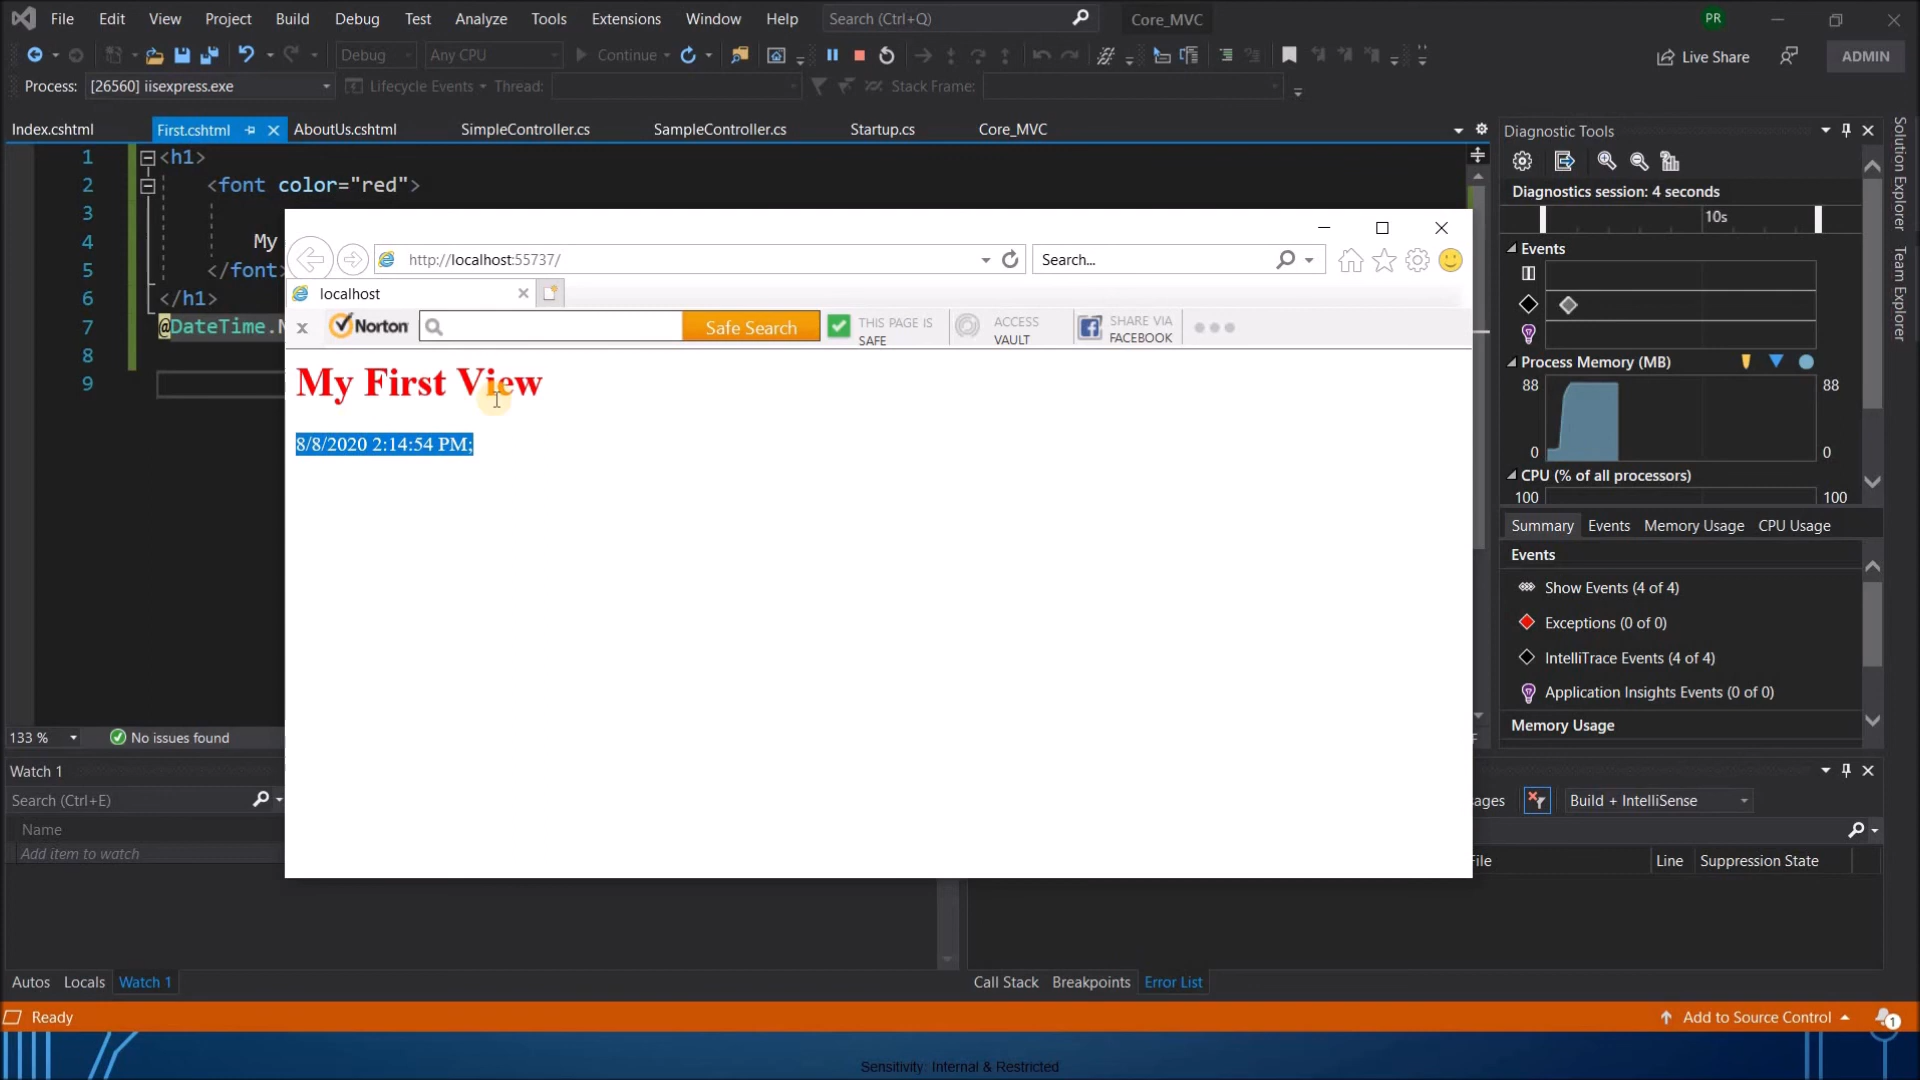 File Edit View Project Build Debug Test Analyze Tools Extensions Window Help Search (Ctrl+Q) Core_MVC PR
Debug Any CPU Continue Live Share ADMIN
Process: [26560] iisexpress.exe Lifecycle Events Thread: Stack Frame:
Index.cshtml First.cshtml AboutUs.cshtml SimpleController.cs SampleController.cs Startup.cs Core_MVC
1 <h1>
2 <font color="red">
3
4 My
5 </font>
6 </h1>
7 @DateTime.N
8
9
http://localhost:55737/ Search...
localhost
x Norton Safe Search THIS PAGE IS SAFE ACCESS VAULT SHARE VIA FACEBOOK
My First View
8/8/2020 2:14:54 PM;
Diagnostic Tools
Diagnostics session: 4 seconds
10s
Events
Process Memory (MB)
88 88
0 0
CPU (% of all processors)
100 100
Summary Events Memory Usage CPU Usage
Events
Show Events (4 of 4)
Exceptions (0 of 0)
IntelliTrace Events (4 of 4)
Application Insights Events (0 of 0)
Memory Usage
Solution Explorer
Team Explorer
133 % No issues found
Watch 1
Search (Ctrl+E)
Name
Add item to watch
ages Build + IntelliSense
File Line Suppression State
Autos Locals Watch 1 Call Stack Breakpoints Error List
Ready Add to Source Control 1
Sensitivity: Internal & Restricted